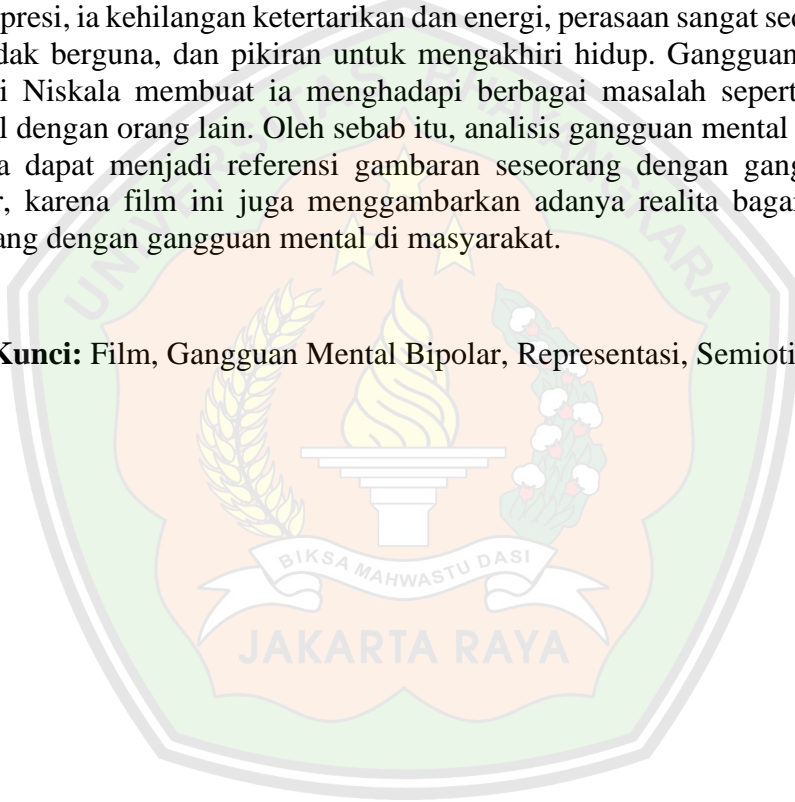 presi, ia kehilangan ketertarikan dan energi, perasaan sangat sed
dak berguna, dan pikiran untuk mengakhiri hidup. Gangguan
i Niskala membuat ia menghadapi berbagai masalah sepert
l dengan orang lain. Oleh sebab itu, analisis gangguan mental
a dapat menjadi referensi gambaran seseorang dengan gang
r, karena film ini juga menggambarkan adanya realita bagai
ang dengan gangguan mental di masyarakat.
Kunci: Film, Gangguan Mental Bipolar, Representasi, Semioti
UNIVERSITAS BHAYANGKARA
BIKSA MAHWASTU DASI
JAKARTA RAYA